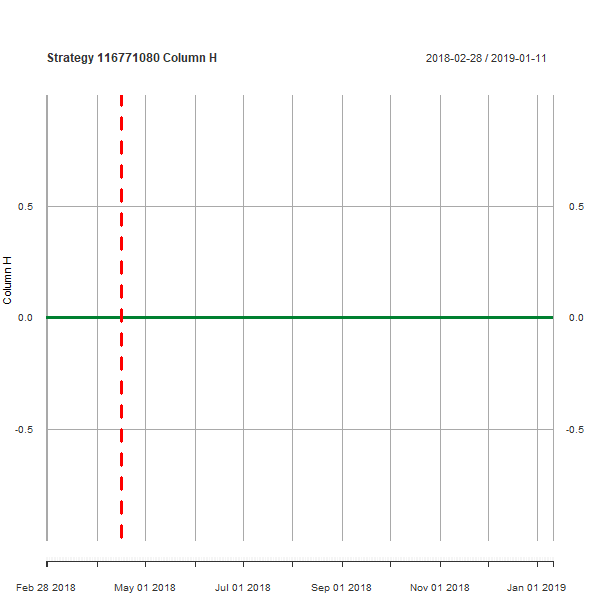 Strategy 116771080 Column H
2018-02-28 / 2019-01-11
0.5
0.5
Column H
0.0
0.0
-0.5
-0.5
Feb 28 2018
May 01 2018
Jul 01 2018
Sep 01 2018
Nov 01 2018
Jan 01 2019